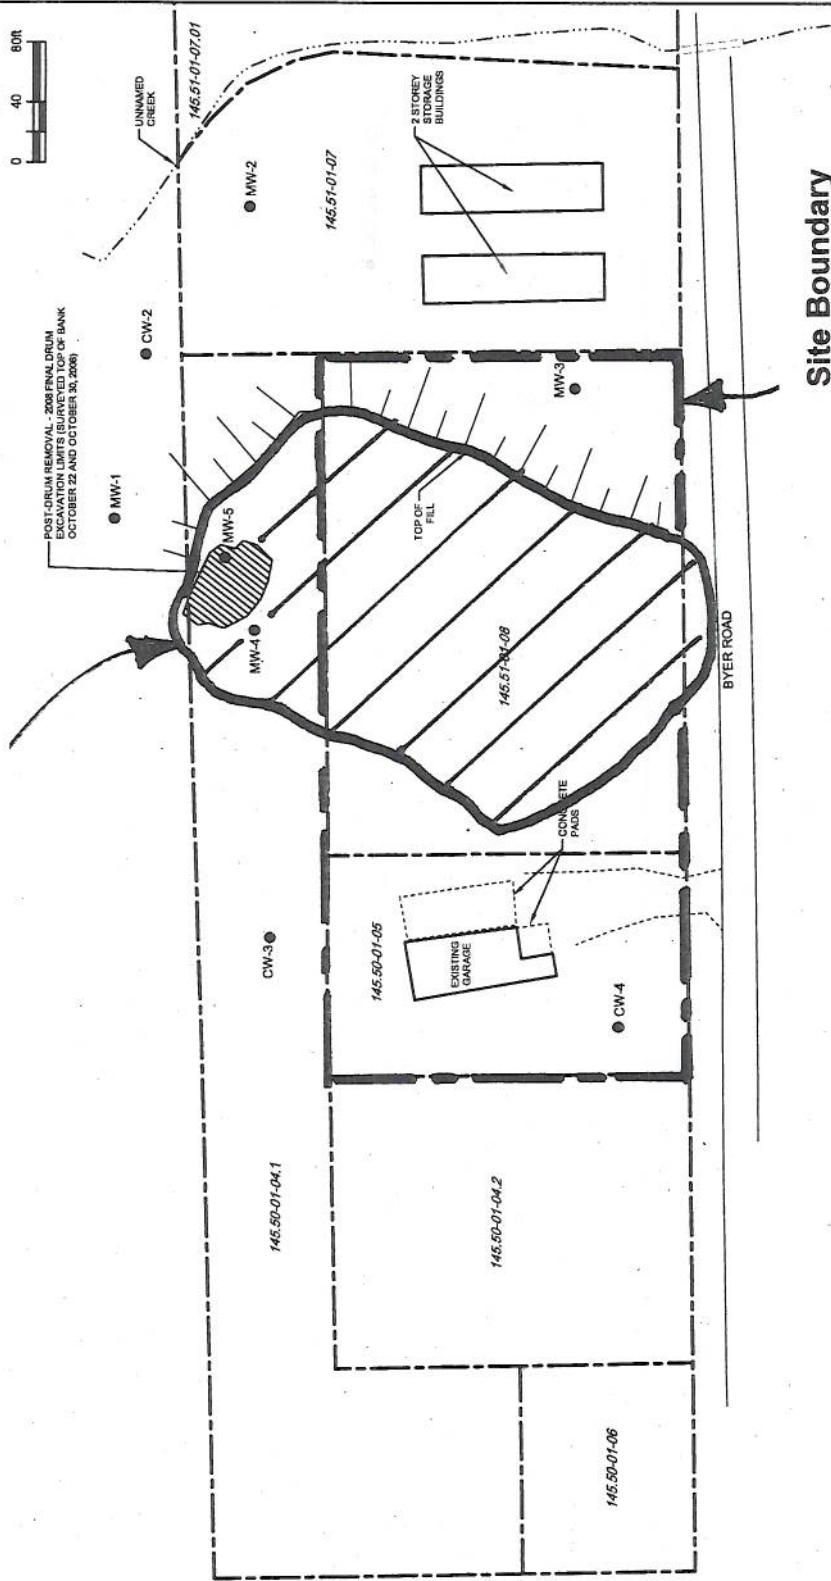 0 40 80ft
UNNAMED
CREEK
145.51-01-07.01
POST-DRUM REMOVAL - 2008 FINAL DRUM
EXCAVATION LIMITS (SURVEYED TOP OF BANK
OCTOBER 22 AND OCTOBER 30, 2008)
CW-2
MW-2
MW-1
MW-5
MW-4
145.51-01-07
2 STOREY
STORAGE
BUILDINGS
TOP OF
FILL
MW-3
145.51-01-08
CW-3
145.50-01-05
EXISTING
GARAGE
CONCRETE
PADS
CW-4
145.50-01-04.1
145.50-01-04.2
145.50-01-06
BYER ROAD
Site Boundary